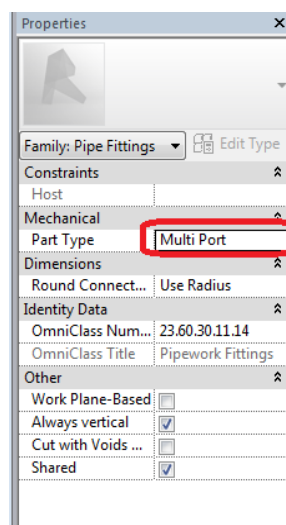 Properties
Family: Pipe Fittings Edit Type
Constraints
Host
Mechanical
Part Type Multi Port
Dimensions
Round Connect... Use Radius
Identity Data
OmniClass Num... 23.60.30.11.14
OmniClass Title Pipework Fittings
Other
Work Plane-Based
Always vertical
Cut with Voids ...
Shared